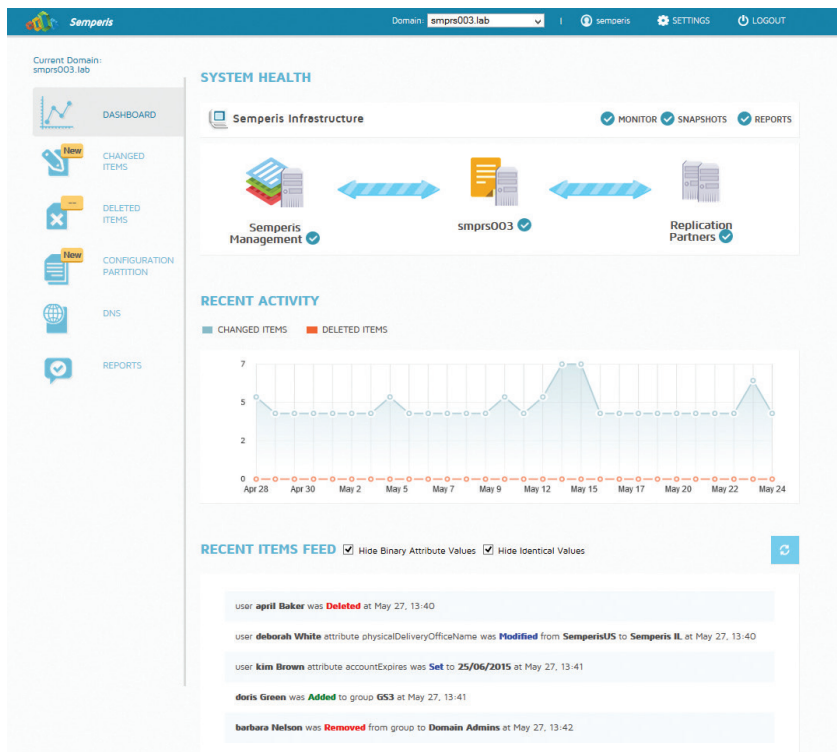 Semperis
Domain: smprs003.lab
semperis
SETTINGS
LOGOUT
Current Domain:
smprs003.lab
DASHBOARD
New
CHANGED
ITEMS
DELETED
ITEMS
New
CONFIGURATION
PARTITION
DNS
REPORTS
SYSTEM HEALTH
Semperis Infrastructure
MONITOR SNAPSHOTS REPORTS
Semperis
Management
smprs003
Replication
Partners
RECENT ACTIVITY
CHANGED ITEMS DELETED ITEMS
7
5
2
0
Apr 28 Apr 30 May 2 May 5 May 7 May 9 May 12 May 15 May 17 May 20 May 22 May 24
RECENT ITEMS FEED Hide Binary Attribute Values Hide Identical Values
user april Baker was Deleted at May 27, 13:40
user deborah White attribute physicalDeliveryOfficeName was Modified from SemperisUS to Semperis IL at May 27, 13:40
user kim Brown attribute accountExpires was Set to 25/06/2015 at May 27, 13:41
doris Green was Added to group GS3 at May 27, 13:41
barbara Nelson was Removed from group to Domain Admins at May 27, 13:42